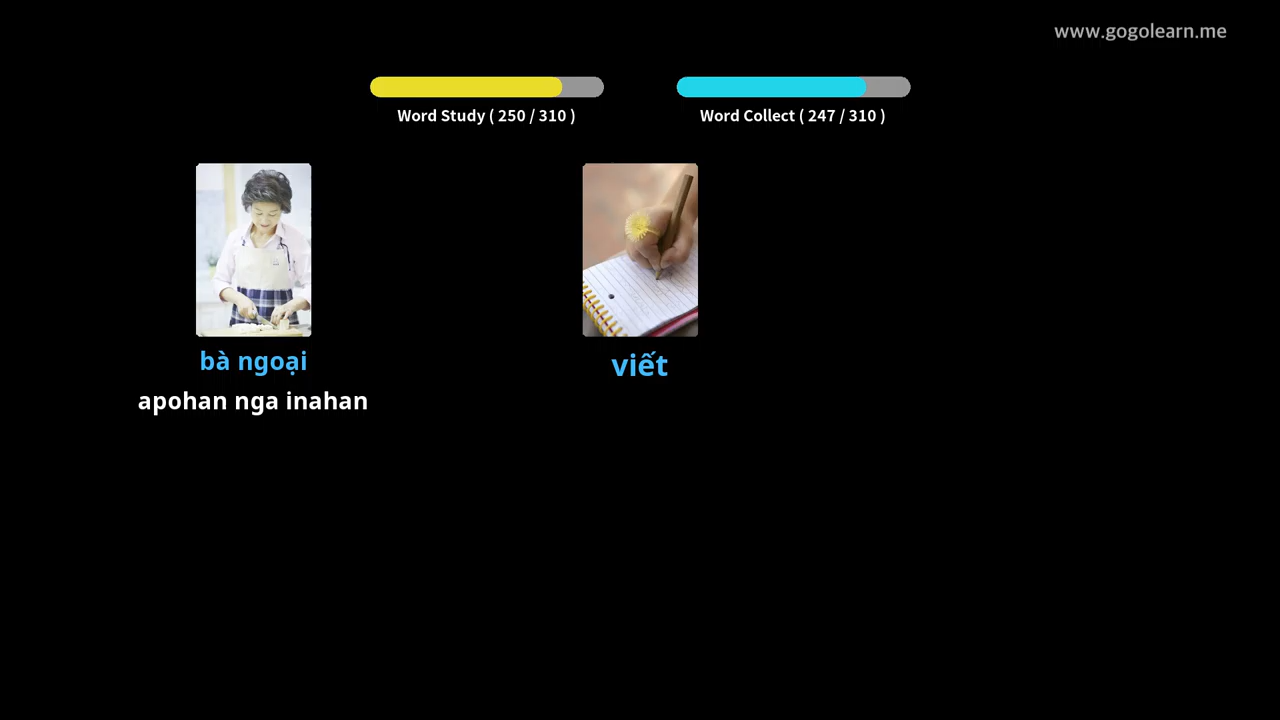 www.gogolearn.me
Word Study ( 250 / 310 )
Word Collect ( 247 / 310 )
bà ngoại
apohan nga inahan
viết